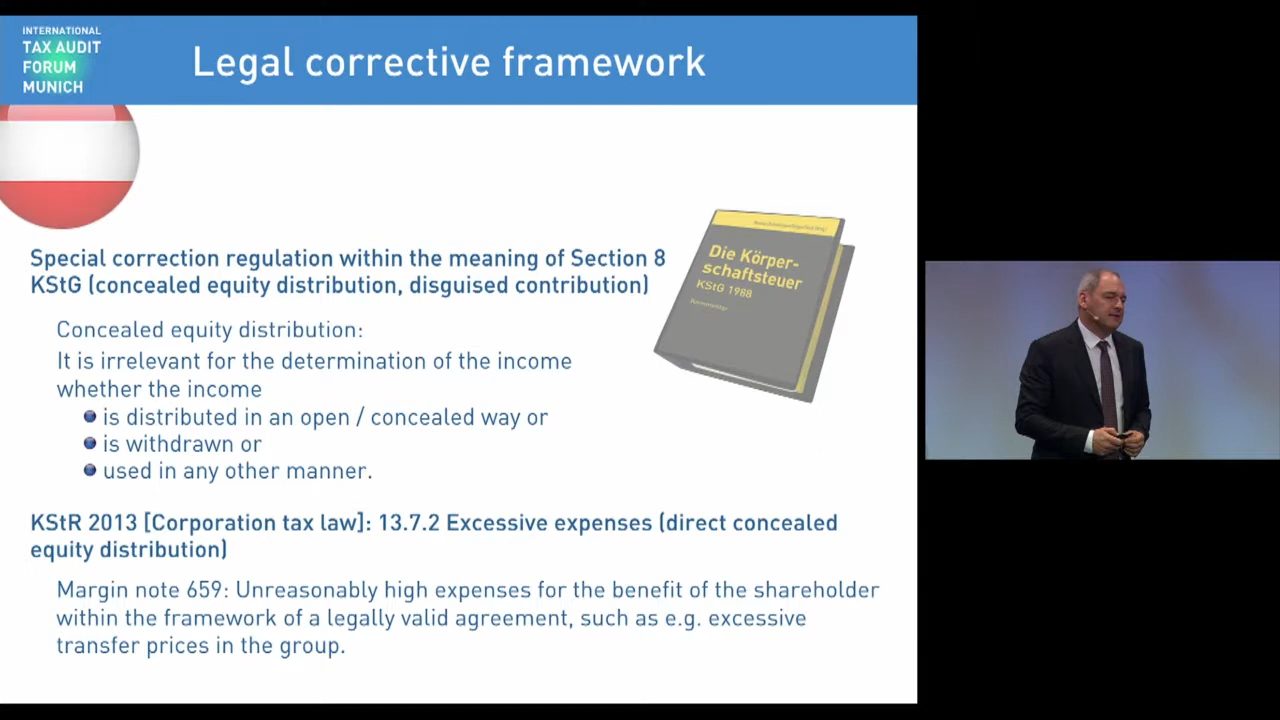 INTERNATIONAL
TAX AUDIT
FORUM
MUNICH
Legal corrective framework
Special correction regulation within the meaning of Section 8
KStG (concealed equity distribution, disguised contribution)
Die Körper-
schaftsteuer
KStG 1988
Concealed equity distribution:
It is irrelevant for the determination of the income
whether the income
is distributed in an open / concealed way or
is withdrawn or
used in any other manner.
KStR 2013 [Corporation tax law]: 13.7.2 Excessive expenses (direct concealed
equity distribution)
Margin note 659: Unreasonably high expenses for the benefit of the shareholder
within the framework of a legally valid agreement, such as e.g. excessive
transfer prices in the group.